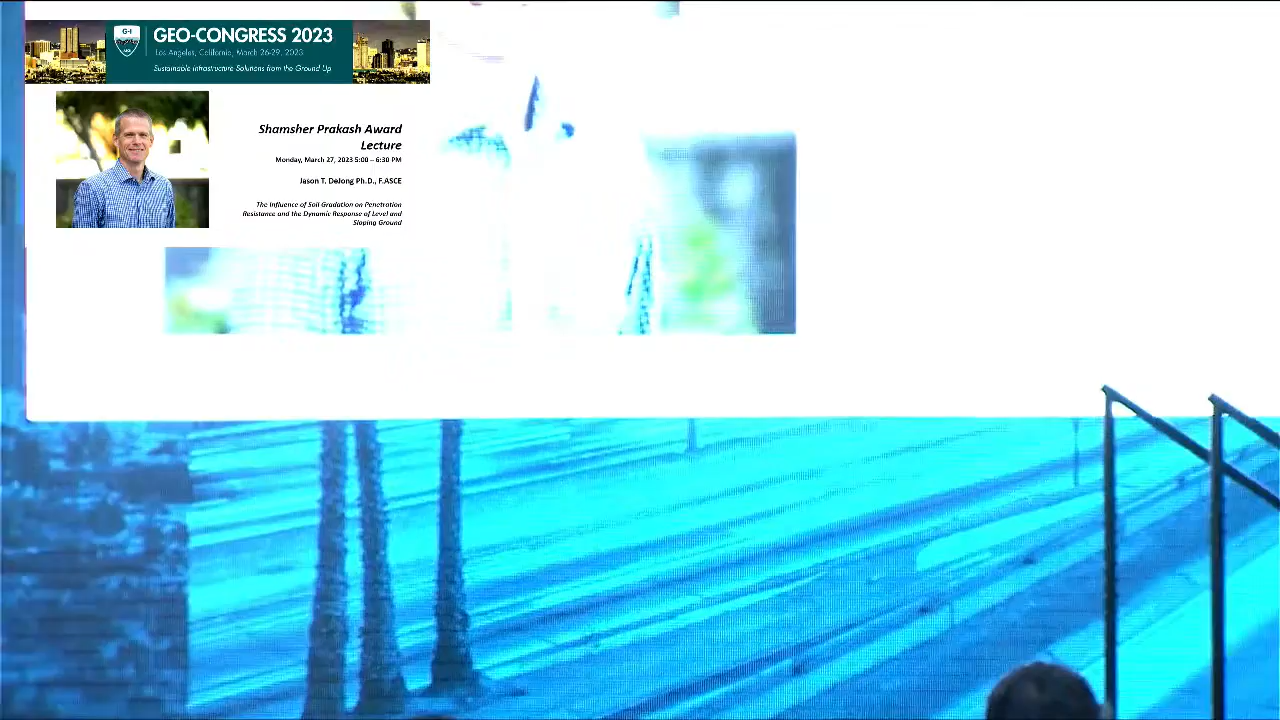 G-I
GEO-CONGRESS 2023
Los Angeles, California, March 26-29, 2023
Sustainable Infrastructure Solutions from the Ground Up
Shamsher Prakash Award
Lecture
Monday, March 27, 2023 5:00 – 6:30 PM
Jason T. DeJong Ph.D., F.ASCE
The Influence of Soil Gradation on Penetration
Resistance and the Dynamic Response of Level and
Sloping Ground